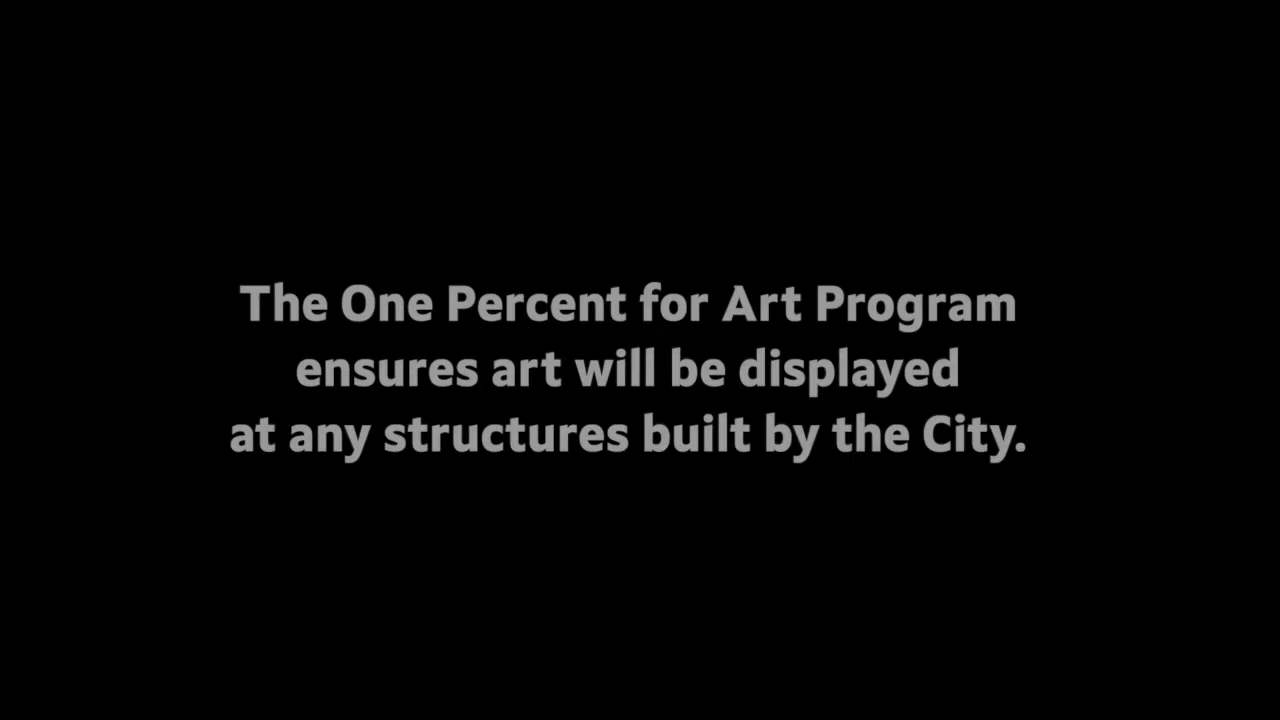 The One Percent for Art Program
ensures art will be displayed
at any structures built by the City.